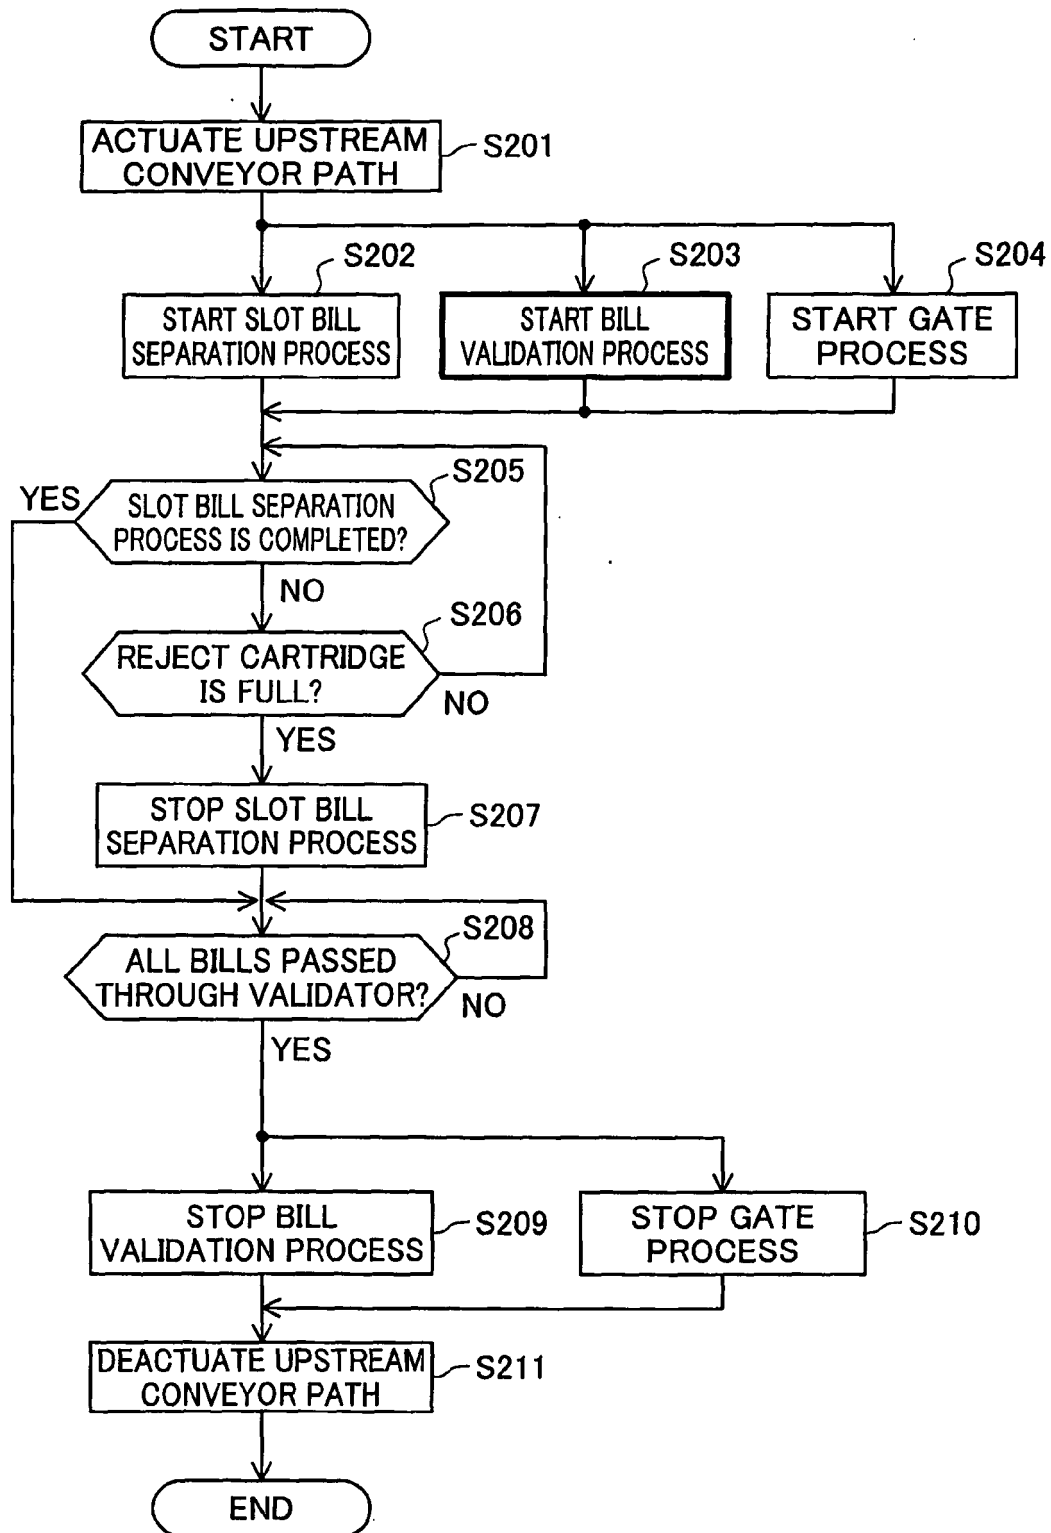 START
ACTUATE UPSTREAM
CONVEYOR PATH
S201
S202
S203
S204
START SLOT BILL
SEPARATION PROCESS
START BILL
VALIDATION PROCESS
START GATE
PROCESS
S205
YES
SLOT BILL SEPARATION
PROCESS IS COMPLETED?
NO
S206
REJECT CARTRIDGE
IS FULL?
NO
YES
STOP SLOT BILL
SEPARATION PROCESS
S207
S208
ALL BILLS PASSED
THROUGH VALIDATOR?
NO
YES
STOP BILL
VALIDATION PROCESS
S209
STOP GATE
PROCESS
S210
DEACTUATE UPSTREAM
CONVEYOR PATH
S211
END